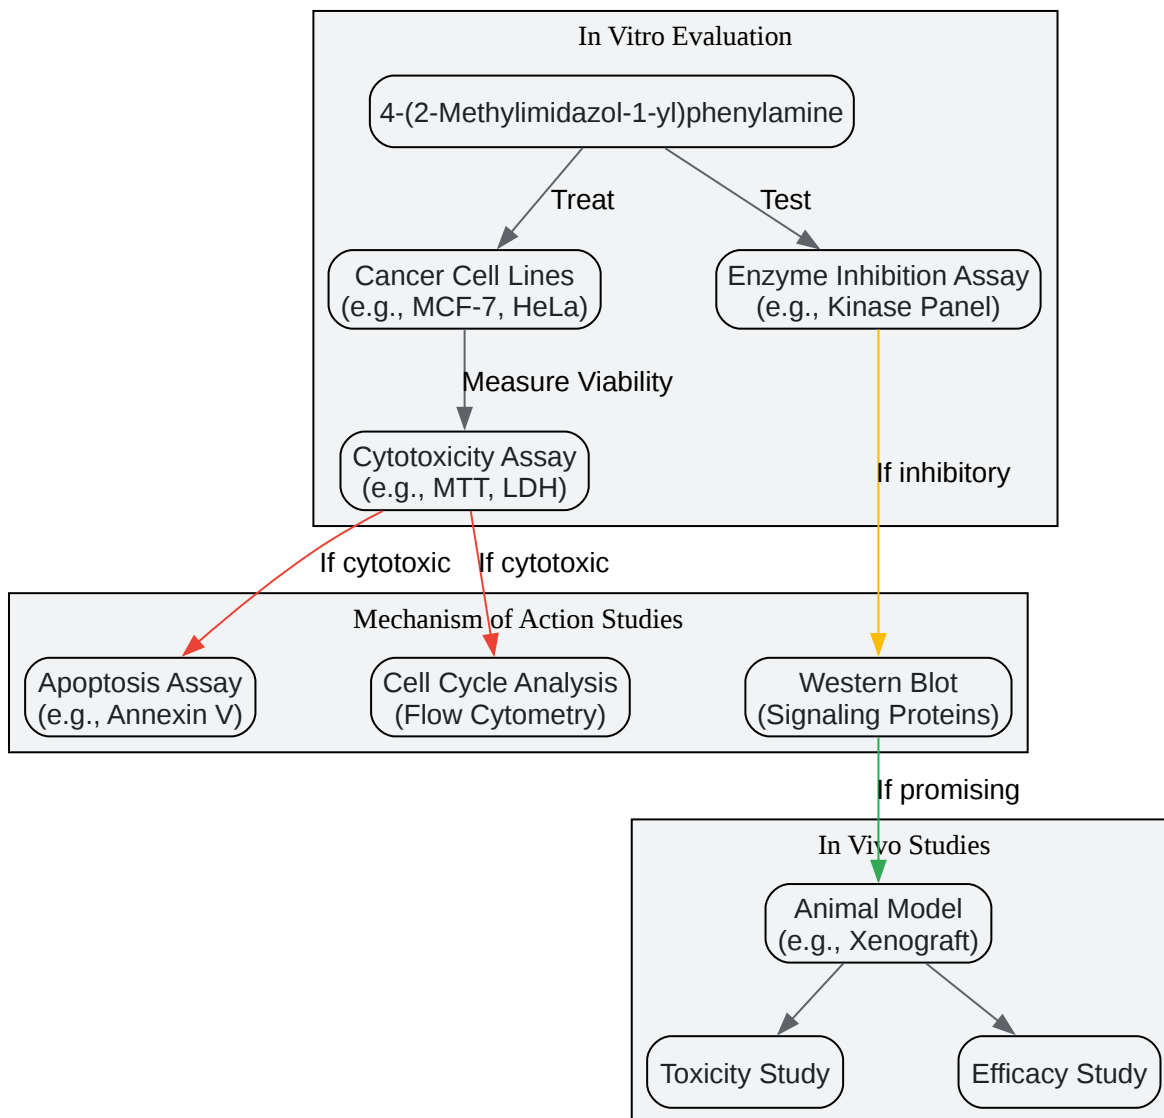 In Vitro Evaluation
4-(2-Methylimidazol-1-yl)phenylamine
Treat
Test
Cancer Cell Lines
(e.g., MCF-7, HeLa)
Enzyme Inhibition Assay
(e.g., Kinase Panel)
Measure Viability
Cytotoxicity Assay
(e.g., MTT, LDH)
If inhibitory
If cytotoxic
If cytotoxic
Mechanism of Action Studies
Apoptosis Assay
(e.g., Annexin V)
Cell Cycle Analysis
(Flow Cytometry)
Western Blot
(Signaling Proteins)
If promising
In Vivo Studies
Animal Model
(e.g., Xenograft)
Toxicity Study
Efficacy Study